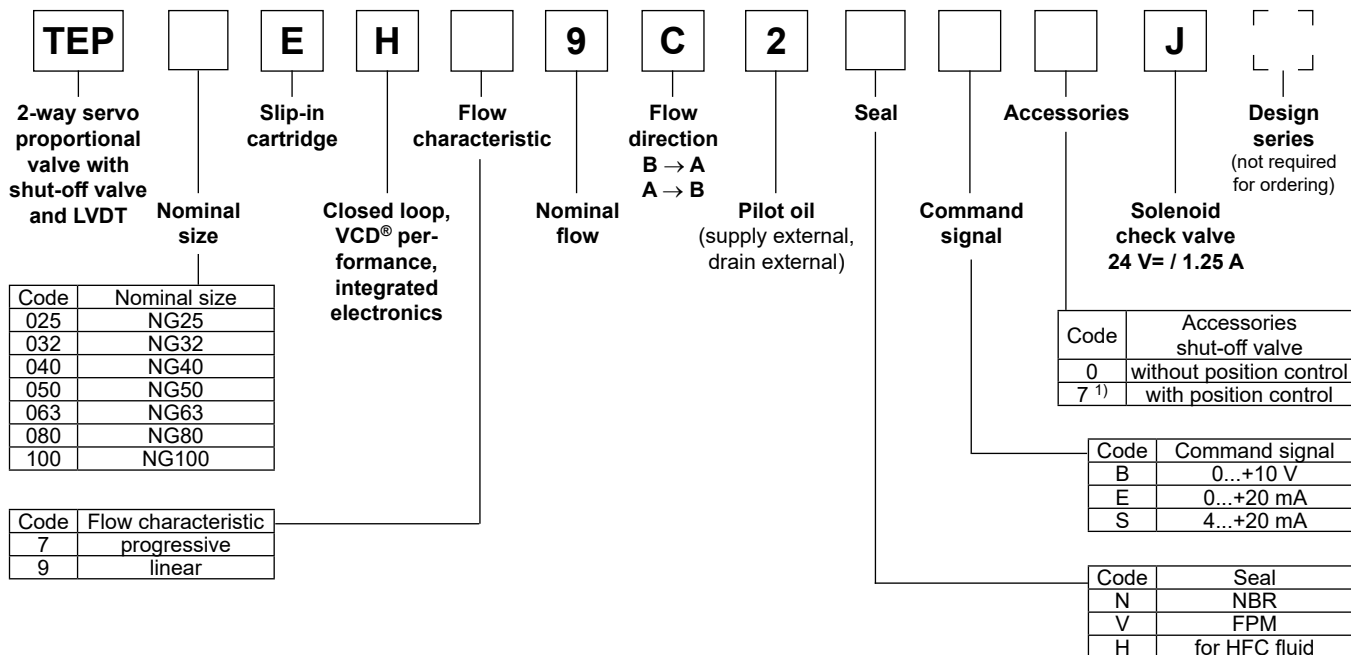 TEP E H 9 C 2 J
2-way servo
proportional
valve with
shut-off valve
and LVDT
Nominal
size
Slip-in
cartridge
Closed loop,
VCD® per-
formance,
integrated
electronics
Flow
characteristic
Nominal
flow
Flow
direction
B → A
A → B
Pilot oil
(supply external,
drain external)
Seal
Command
signal
Accessories
Solenoid
check valve
24 V= / 1.25 A
Design
series
(not required
for ordering)
Code Nominal size
025 NG25
032 NG32
040 NG40
050 NG50
063 NG63
080 NG80
100 NG100
Code Flow characteristic
7 progressive
9 linear
Code Accessories
shut-off valve
0 without position control
7 1) with position control
Code Command signal
B 0...+10 V
E 0...+20 mA
S 4...+20 mA
Code Seal
N NBR
V FPM
H for HFC fluid